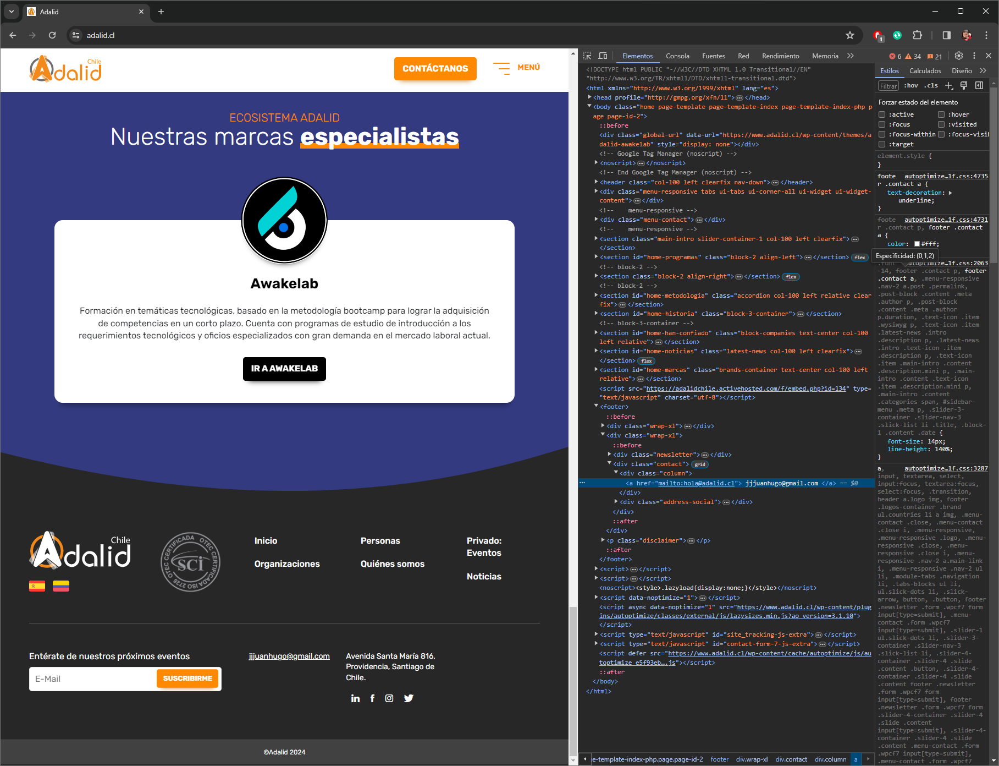 Adalid
adalid.cl
1
Chile
Adalid
CONTÁCTANOS
MENÚ
ECOSISTEMA ADALID
Nuestras marcas especialistas
Awakelab
Formación en temáticas tecnológicas, basado en la metodología bootcamp para lograr la adquisición
de competencias en un corto plazo. Cuenta con programas de estudio de introducción a los
requerimientos tecnológicos y oficios especializados con gran demanda en el mercado laboral actual.
IR A AWAKELAB
Chile
Adalid
OTEC CERTIFICADA OTEC CERTIFICADA ISO 2728
SCi
Inicio
Organizaciones
Personas
Quiénes somos
Privado:
Eventos
Noticias
Entérate de nuestros próximos eventos
E-Mail
SUSCRIBIRME
jjjuanhugo@gmail.com
Avenida Santa María 816,
Providencia, Santiago de
Chile.
©Adalid 2024
Elementos Consola Fuentes Red Rendimiento Memoria 6 34 21
<!DOCTYPE html PUBLIC "-//W3C//DTD XHTML 1.0 Transitional//EN"
"http://www.w3.org/TR/xhtml1/DTD/xhtml1-transitional.dtd">
<html xmlns="http://www.w3.org/1999/xhtml" lang="es">
<head profile="http://gmpg.org/xfn/11">…</head>
<body class="home page-template page-template-index page-template-index-php p
age page-id-2">
::before
<div class="global-url" data-url="https://www.adalid.cl/wp-content/themes/a
dalid-awakelab" style="display: none"></div>
<!-- Google Tag Manager (noscript) -->
<noscript>…</noscript>
<!-- End Google Tag Manager (noscript) -->
<header class="col-100 left clearfix nav-down">…</header>
<div class="menu-responsive tabs ui-tabs ui-corner-all ui-widget ui-widget-
content">…</div>
<!-- menu-responsive -->
<div class="menu-contact">…</div>
<!-- menu-responsive -->
<section class="main-intro slider-container-1 col-100 left clearfix">…
</section>
<section id="home-programas" class="block-2 align-left">…</section> flex
<!-- block-2 -->
<section class="block-2 align-right">…</section> flex
<!-- block-2 -->
<section id="home-metodologia" class="accordion col-100 left relative clear
fix">…</section>
<section id="home-historia" class="block-3-container">…</section>
<!-- block-3-container -->
<section id="home-han-confiado" class="block-companies text-center col-100
left relative">…</section>
<section id="home-noticias" class="latest-news col-100 left clearfix">…
</section> flex
<section id="home-marcas" class="brands-container text-center col-100 left
relative">…</section>
<script src="https://adalidchile.activehosted.com/f/embed.php?id=134" type=
"text/javascript" charset="utf-8"></script>
<footer>
::before
<div class="wrap-xl">…</div>
<div class="wrap-xl">
::before
<div class="newsletter">…</div>
<div class="contact"> grid
<div class="column">
<a href="mailto:hola@adalid.cl"> jjjuanhugo@gmail.com </a> == $0
</div>
<div class="address-social">…</div>
</div>
::after
</div>
<p class="disclaimer">…</p>
::after
</footer>
<script>…</script>
<script>…</script>
<noscript><style>.lazyload{display:none;}</style></noscript>
<script data-noptimize="1">…</script>
<script async data-noptimize="1" src="https://www.adalid.cl/wp-content/plug
ins/autoptimize/classes/external/js/lazysizes.min.js?ao_version=3.1.10">
</script>
<script type="text/javascript" id="site_tracking-js-extra">…</script>
<script type="text/javascript" id="contact-form-7-js-extra">…</script>
<script defer src="https://www.adalid.cl/wp-content/cache/autoptimize/js/au
toptimize_e5f93eb….js"></script>
::after
</body>
</html>
ge-template-index-php.page.page-id-2 footer div.wrap-xl div.contact div.column a
Estilos Calculados Diseño
Filtrar :hov .cls
Forzar estado del elemento
:active :hover
:focus :visited
:focus-within :focus-visi
:target
element.style {
}
foote autoptimize…1f.css:4735
r .contact a {
text-decoration:
underline;
}
foote autoptimize…1f.css:4731
r .contact p, footer .contact
a {
color: #fff;
Especificidad: (0,1,2)
.font utoptimize…1f.css:2063
-14, footer .contact p, footer
.contact a, .menu-responsive
.nav-2 a.post .permalink,
.post-block .content .meta
.author p, .post-block
.content .meta .author
p.duration, .text-icon .item
.wysiwyg p, .text-icon .item
.latest-news .intro
.description p, .latest-news
.intro .text-icon .item
.description p, .text-icon
.item .main-intro .content
.description.mini p, .main-
intro .content .text-icon
.item .description.mini p,
.main-intro .content
.categories span, #sidebar-
menu .meta p, .slider-3-
container .slider-nav-3
.slick-list li .title, .block-
1 .content .date {
font-size: 14px;
line-height: 140%;
}
a, autoptimize…1f.css:3287
input, textarea, select,
input:focus, textarea:focus,
select:focus, .transition,
header a.logo img, footer
.logos-container .brand
ul.countries li a img, .menu-
contact .close, .menu-contact
.close i, .menu-responsive,
.menu-responsive .logo, .menu-
responsive .close, .menu-
responsive .close i, .menu-
responsive .nav-2 a.main-link
i, .menu-responsive .nav-2 ul
li, .module-tabs .navigation
li, .tabs-blocks ul li,
ul.slick-dots li, .slick-
arrow, button, .button, footer
.newsletter .form .wpcf7 form
input[type=submit], .menu-
contact .form .wpcf7
input[type=submit], .slider-1
ul.slick-dots li, .slider-3-
container .slider-nav-3
.slick-list li, .slider-4-
container .slider-4 .slide
.content .button, .slider-4-
container .slider-4 .slide
.content footer .newsletter
.form .wpcf7 form
input[type=submit], footer
.newsletter .form .wpcf7 form
.slider-4-container .slider-4
.slide .content
input[type=submit], .slider-4-
container .slider-4 .slide
.content .menu-contact .form
.wpcf7 input[type=submit],
.menu-contact .form .wpcf7